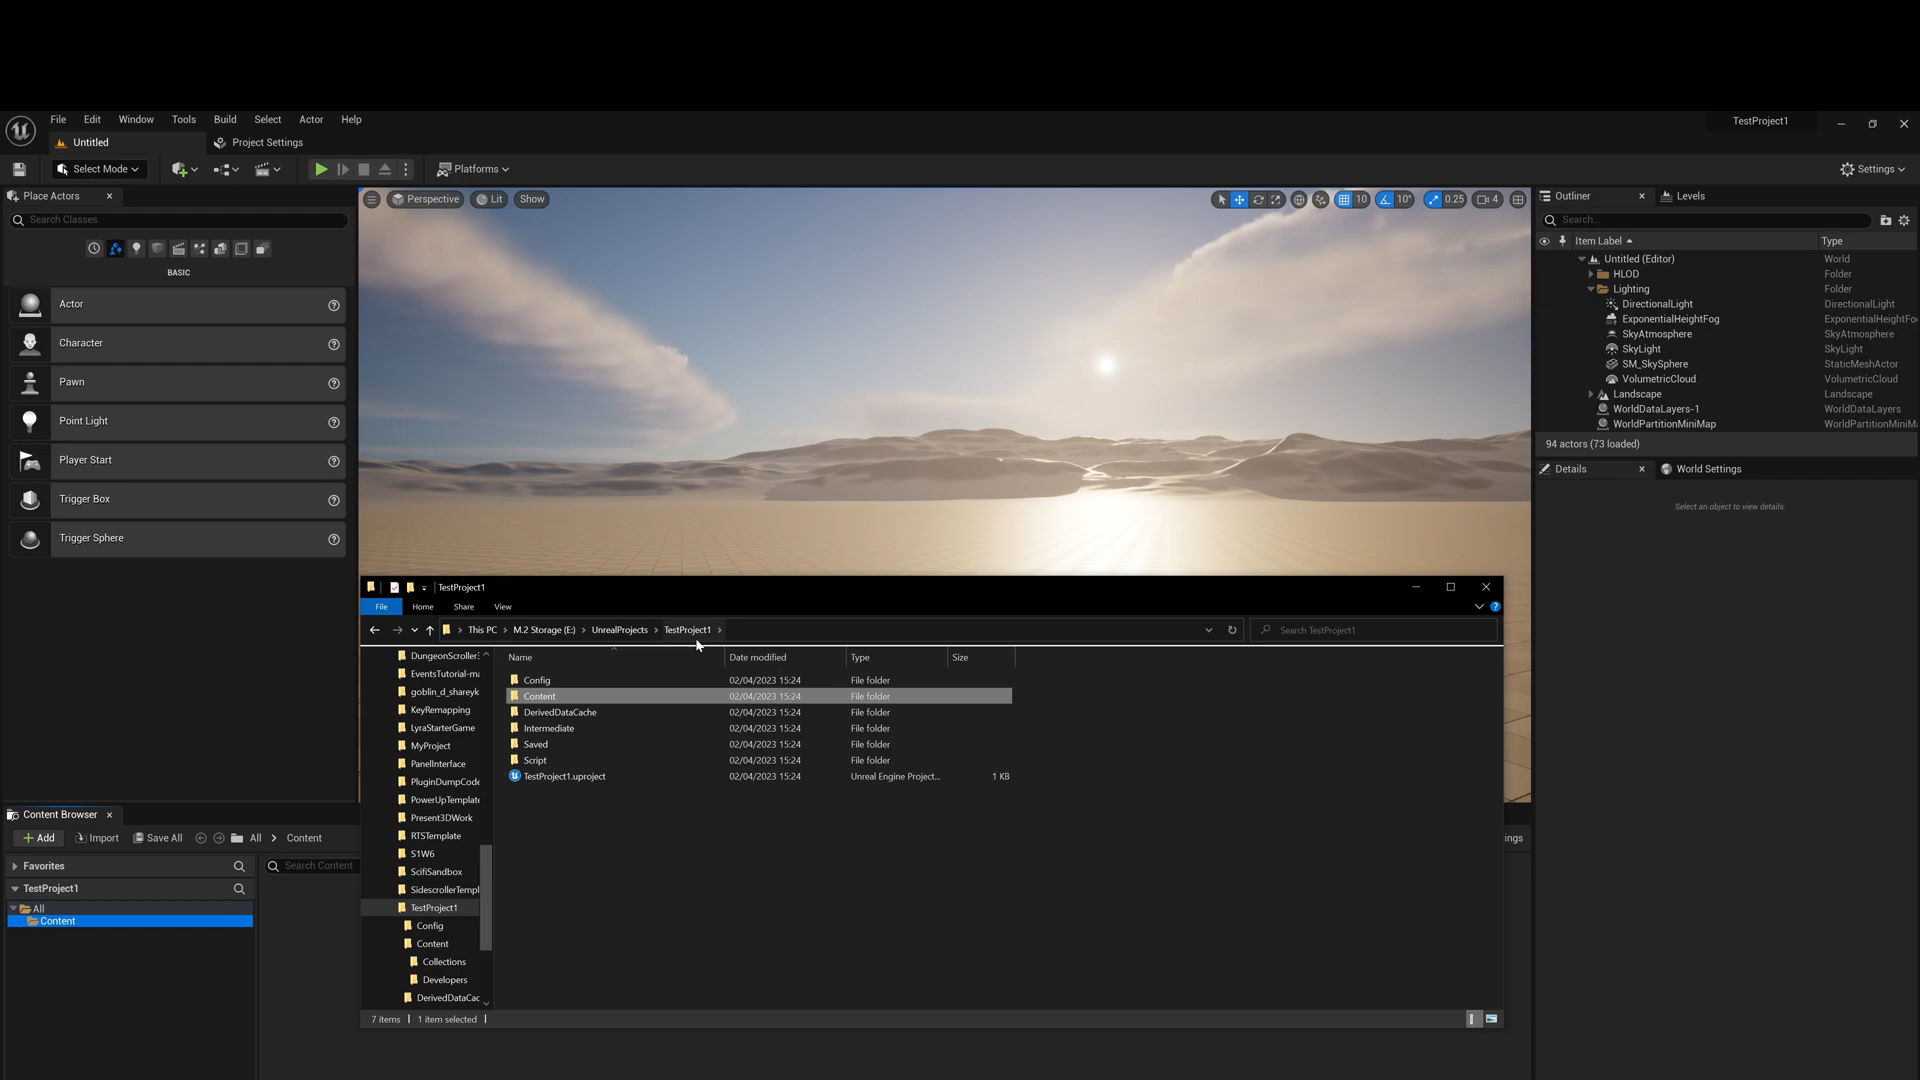 File Edit Window Tools Build Select Actor Help
TestProject1
Untitled
Project Settings
Select Mode
Platforms
Settings
Place Actors
Search Classes
BASIC
Actor
Character
Pawn
Point Light
Player Start
Trigger Box
Trigger Sphere
Perspective
Lit
Show
10
10°
0.25
4
Outliner
Levels
Search...
Item Label
Type
Untitled (Editor) World
HLOD Folder
Lighting Folder
DirectionalLight DirectionalLight
ExponentialHeightFog ExponentialHeightFo
SkyAtmosphere SkyAtmosphere
SkyLight SkyLight
SM_SkySphere StaticMeshActor
VolumetricCloud VolumetricCloud
Landscape Landscape
WorldDataLayers-1 WorldDataLayers
WorldPartitionMiniMap WorldPartitionMiniM
94 actors (73 loaded)
Details
World Settings
Select an object to view details.
TestProject1
File Home Share View
This PC > M.2 Storage (E:) > UnrealProjects > TestProject1 >
Search TestProject1
DungeonScroller
EventsTutorial-ma
goblin_d_shareyk
KeyRemapping
LyraStarterGame
MyProject
PanelInterface
PluginDumpCode
PowerUpTemplate
Present3DWork
RTSTemplate
S1W6
ScifiSandbox
SidescrollerTempl
TestProject1
Config
Content
Collections
Developers
DerivedDataCac
Name Date modified Type Size
Config 02/04/2023 15:24 File folder
Content 02/04/2023 15:24 File folder
DerivedDataCache 02/04/2023 15:24 File folder
Intermediate 02/04/2023 15:24 File folder
Saved 02/04/2023 15:24 File folder
Script 02/04/2023 15:24 File folder
TestProject1.uproject 02/04/2023 15:24 Unreal Engine Project... 1 KB
7 items
1 item selected
Content Browser
Add
Import
Save All
All > Content
ings
Favorites
Search Content
TestProject1
All
Content